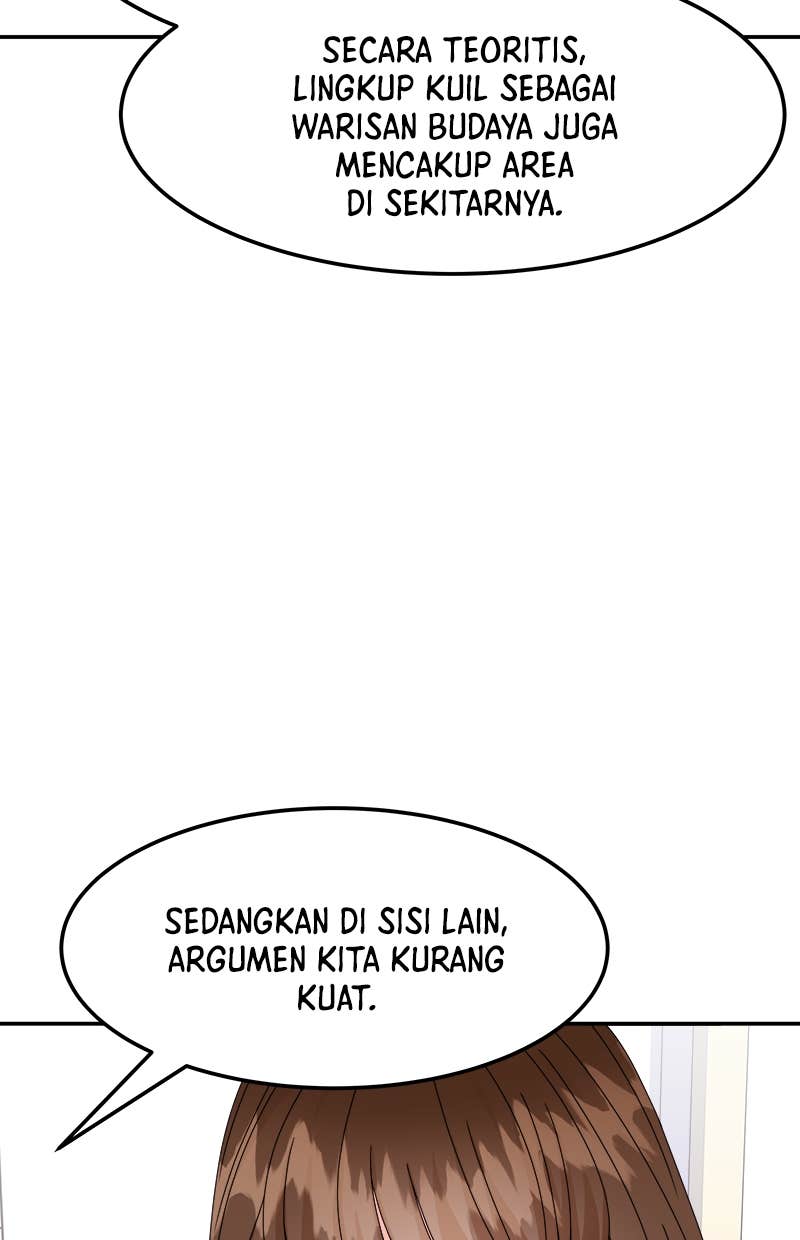 SECARA TEORITIS,
LINGKUP KUIL SEBAGAI
WARISAN BUDAYA JUGA
MENCAKUP AREA
DI SEKITARNYA.
SEDANGKAN DI SISI LAIN,
ARGUMEN KITA KURANG
KUAT.